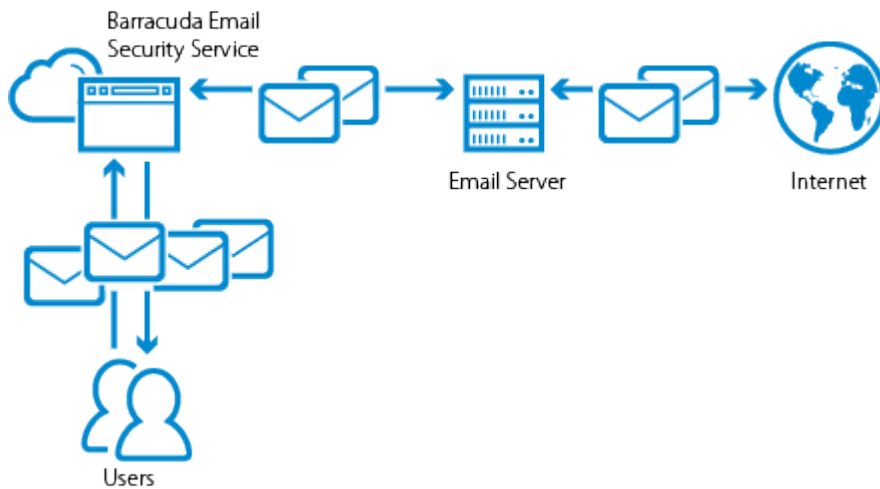 Barracuda Email
Security Service
Email Server
Internet
Users